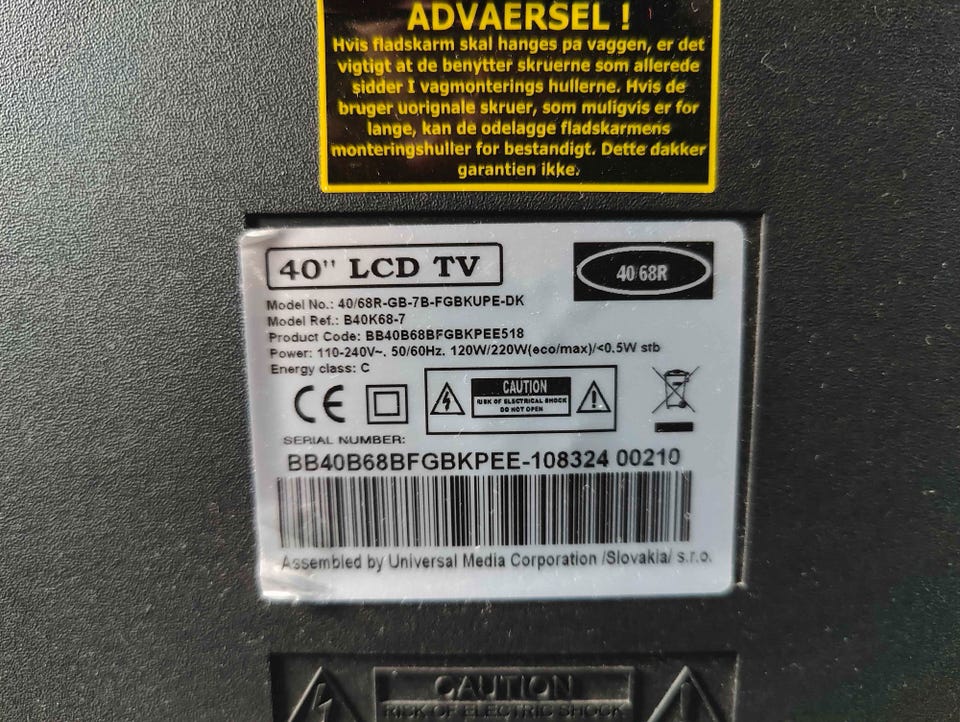 ADVAERSEL !
Hvis fladskarm skal hanges pa vaggen, er det
vigtigt at de benytter skruerne som allerede
sidder I vagmonterings hullerne. Hvis de
bruger uorignale skruer, som muligvis er for
lange, kan de odelagge fladskarmens
monteringshuller for bestandigt. Dette dakker
garantien ikke.
40" LCD TV
40/68R
Model No.: 40/68R-GB-7B-FGBKUPE-DK
Model Ref.: B40K68-7
Product Code: BB40B68BFGBKPEE518
Power: 110-240V~. 50/60Hz. 120W/220W(eco/max)/<0.5W stb
Energy class: C
CE
CAUTION
RISK OF ELECTRICAL SHOCK
DO NOT OPEN
SERIAL NUMBER:
BB40B68BFGBKPEE-108324 00210
Assembled by Universal Media Corporation /Slovakia/ s.r.o.
CAUTION
RISK OF ELECTRIC SHOCK